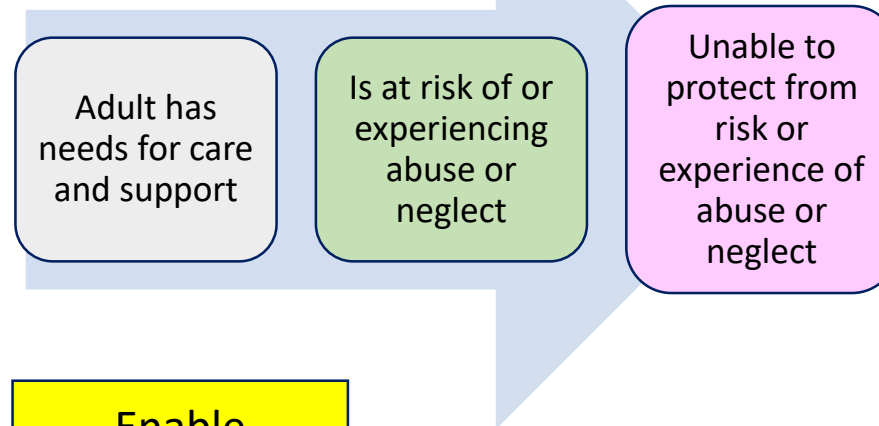 Adult has
needs for care
and support
Is at risk of or
experiencing
abuse or
neglect
Unable to
protect from
risk or
experience of
abuse or
neglect
Enable